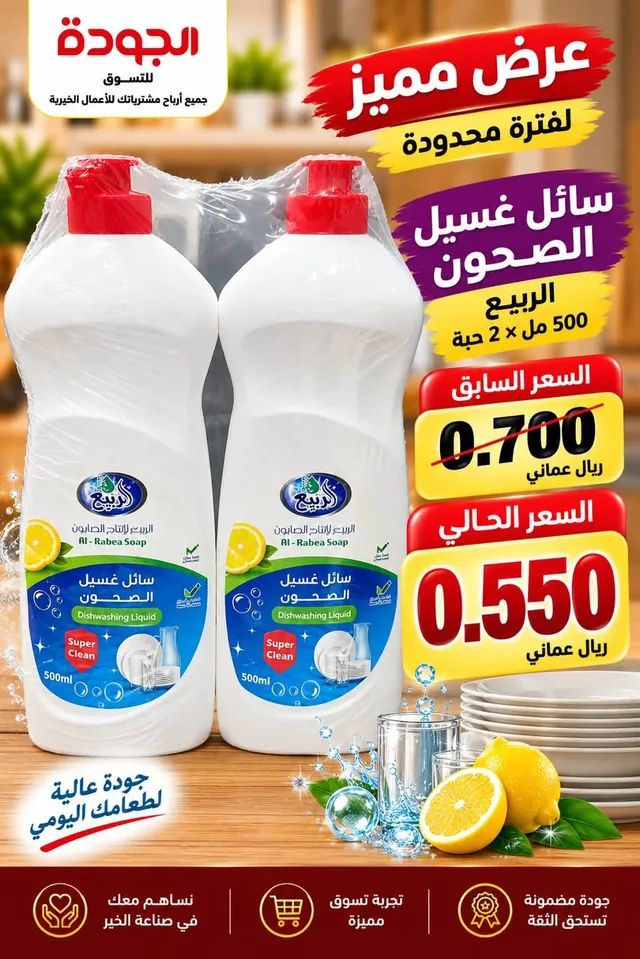 الجودة
للتسوق
جميع أرباح مشترياتك للأعمال الخيرية
عرض مميز
لفترة محدودة
سائل غسيل
الصحون
الربيع
500 مل × 2 حبة
السعر السابق
0.700
ريال عماني
السعر الحالي
0.550
ريال عماني
الربيع
الربيع لإنتاج الصابون
Al - Rabea Soap
سائل غسيل
الصحون
Dishwashing Liquid
Super
Clean
500ml
الربيع
الربيع لإنتاج الصابون
Al - Rabea Soap
سائل غسيل
الصحون
Dishwashing Liquid
Super
Clean
500ml
جودة عالية
لطعامك اليومي
جودة مضمونة
تستحق الثقة
تجربة تسوق
مميزة
نساهم معك
في صناعة الخير